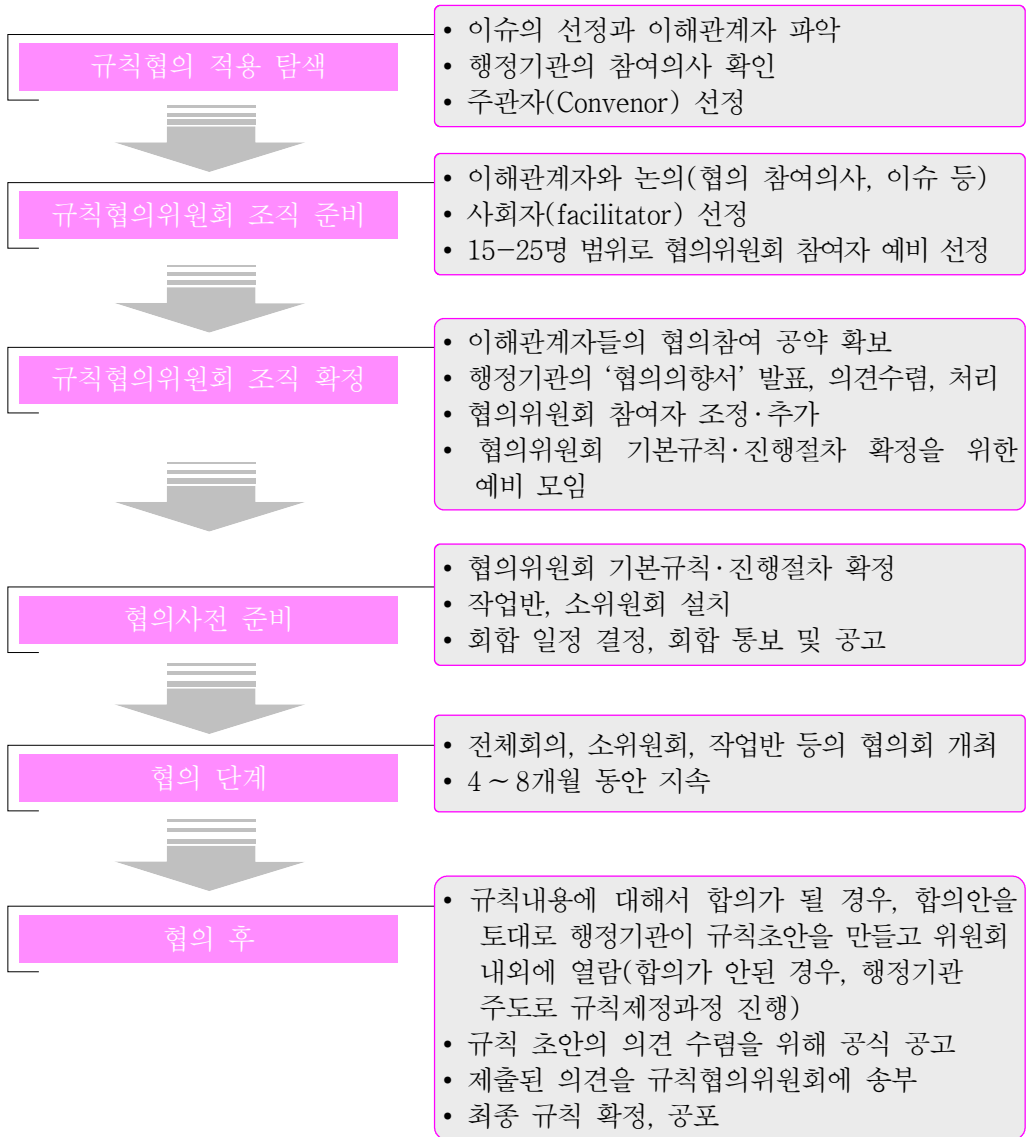 규칙협의 적용 탐색
• 이슈의 선정과 이해관계자 파악
• 행정기관의 참여의사 확인
• 주관자(Convenor) 선정
규칙협의위원회 조직 준비
• 이해관계자와 논의(협의 참여의사, 이슈 등)
• 사회자(facilitator) 선정
• 15-25명 범위로 협의위원회 참여자 예비 선정
규칙협의위원회 조직 확정
• 이해관계자들의 협의참여 공약 확보
• 행정기관의 ‘협의의향서’ 발표, 의견수렴, 처리
• 협의위원회 참여자 조정·추가
• 협의위원회 기본규칙·진행절차 확정을 위한
예비 모임
협의사전 준비
• 협의위원회 기본규칙·진행절차 확정
• 작업반, 소위원회 설치
• 회합 일정 결정, 회합 통보 및 공고
협의 단계
• 전체회의, 소위원회, 작업반 등의 협의회 개최
• 4 ~ 8개월 동안 지속
협의 후
• 규칙내용에 대해서 합의가 될 경우, 합의안을
토대로 행정기관이 규칙초안을 만들고 위원회
내외에 열람(합의가 안된 경우, 행정기관
주도로 규칙제정과정 진행)
• 규칙 초안의 의견 수렴을 위해 공식 공고
• 제출된 의견을 규칙협의위원회에 송부
• 최종 규칙 확정, 공포